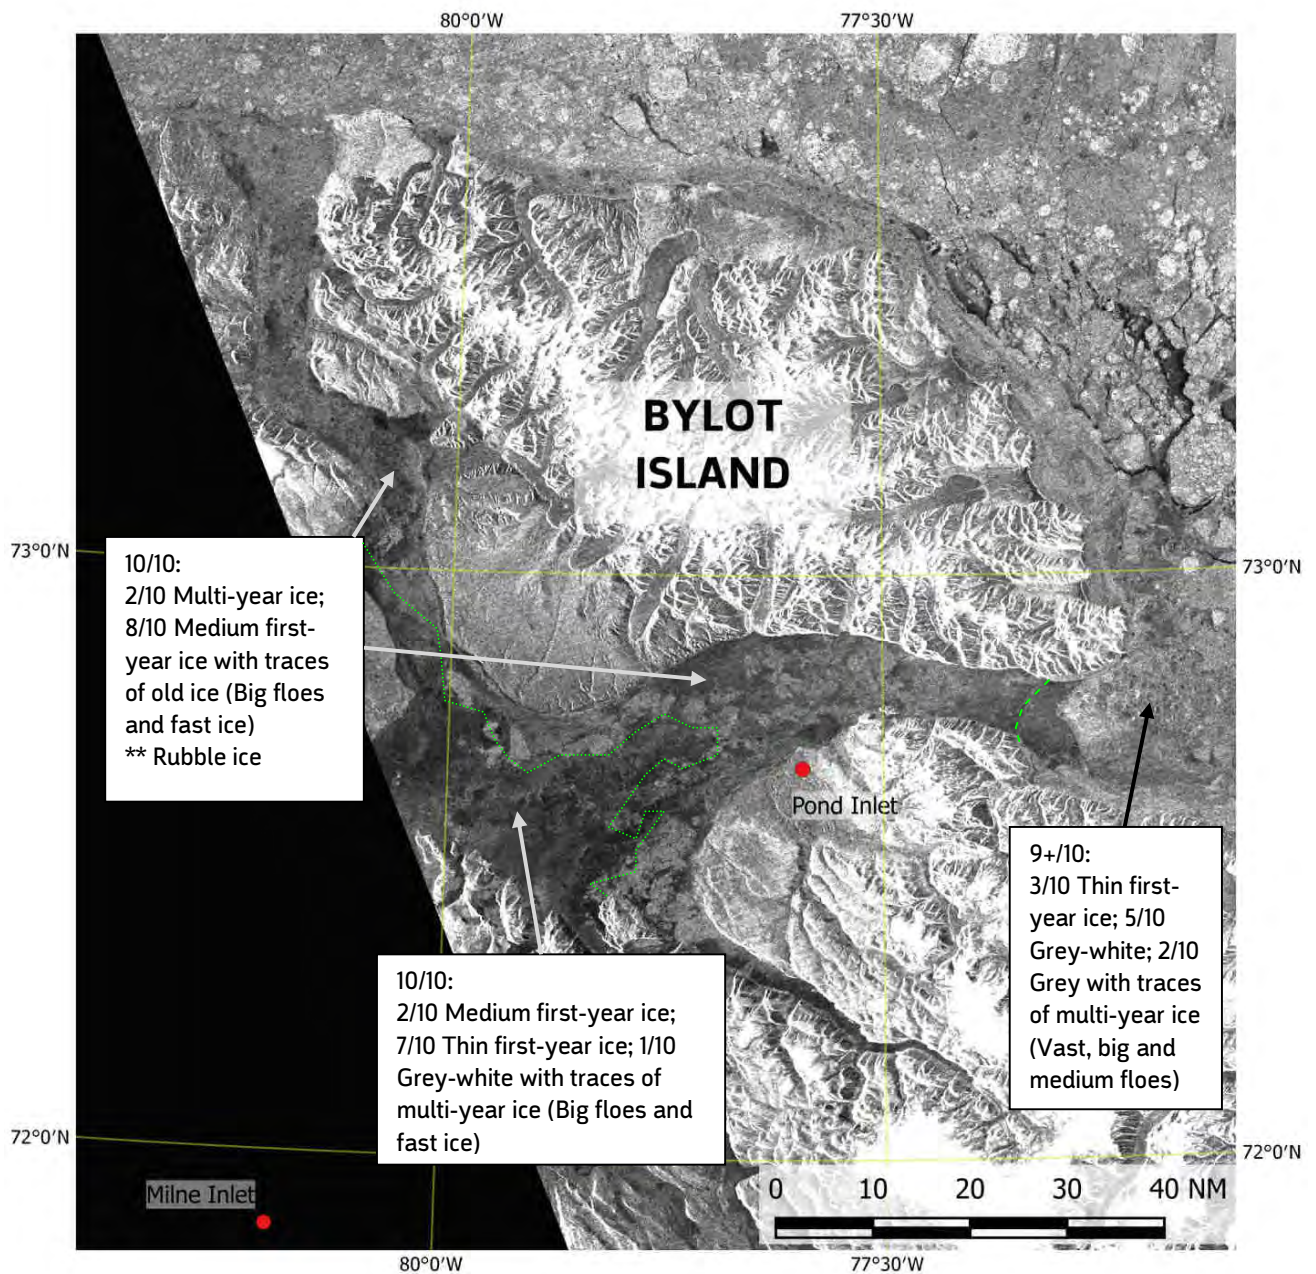 80°0'W
77°30'W
BYLOT
ISLAND
73°0'N
73°0'N
10/10:
2/10 Multi-year ice;
8/10 Medium first-
year ice with traces
of old ice (Big floes
and fast ice)
** Rubble ice
Pond Inlet
9+/10:
3/10 Thin first-
year ice; 5/10
Grey-white; 2/10
Grey with traces
of multi-year ice
(Vast, big and
medium floes)
10/10:
2/10 Medium first-year ice;
7/10 Thin first-year ice; 1/10
Grey-white with traces of
multi-year ice (Big floes and
fast ice)
72°0'N
72°0'N
Milne Inlet
0 10 20 30 40 NM
80°0'W
77°30'W